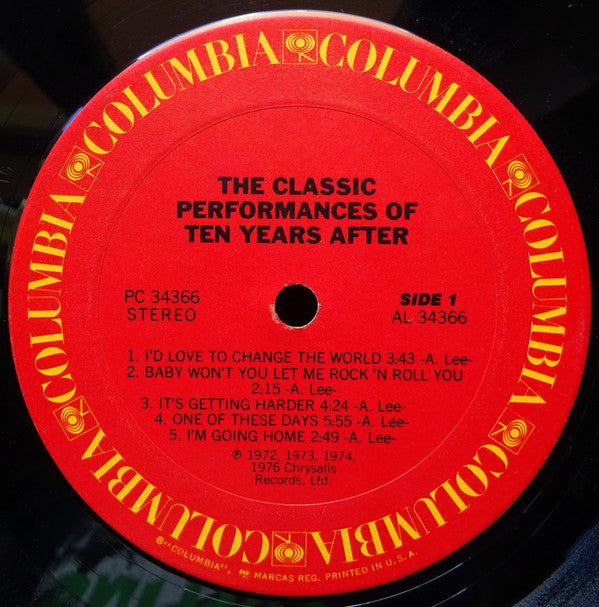 COLUMBIA COLUMBIA COLUMBIA COLUMBIA COLUMBIA COLUMBIA
THE CLASSIC
PERFORMANCES OF
TEN YEARS AFTER
PC 34366
STEREO
SIDE 1
AL 34366
1. I'D LOVE TO CHANGE THE WORLD 3:43 -A. Lee-
2. BABY WON'T YOU LET ME ROCK 'N ROLL YOU
2:15 -A. Lee-
3. IT'S GETTING HARDER 4:24 -A. Lee-
4. ONE OF THESE DAYS 5:55 -A. Lee-
5. I'M GOING HOME 2:49 -A. Lee-
℗ 1972, 1973, 1974,
1976 Chrysalis
Records, Ltd.
®"COLUMBIA", MARCAS REG. PRINTED IN U.S.A.